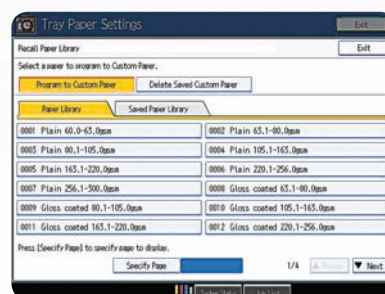 Tray Paper Settings Exit
Recall Paper Library Exit
Select a paper to program to Custom Paper.
Program to Custom Paper Delete Saved Custom Paper
Paper Library Saved Paper Library
0001 Plain 60.0-63.0gsm 0002 Plain 63.1-80.0gsm
0003 Plain 80.1-105.0gsm 0004 Plain 105.1-163.0gsm
0005 Plain 163.1-220.0gsm 0006 Plain 220.1-256.0gsm
0007 Plain 256.1-300.0gsm 0008 Gloss coated 63.1-80.0gsm
0009 Gloss coated 80.1-105.0gsm 0010 Gloss coated 105.1-163.0gsm
0011 Gloss coated 163.1-220.0gsm 0012 Gloss coated 220.1-256.0gsm
Press [Specify Page] to specify page to display.
Specify Page 1/4 ▼ Next